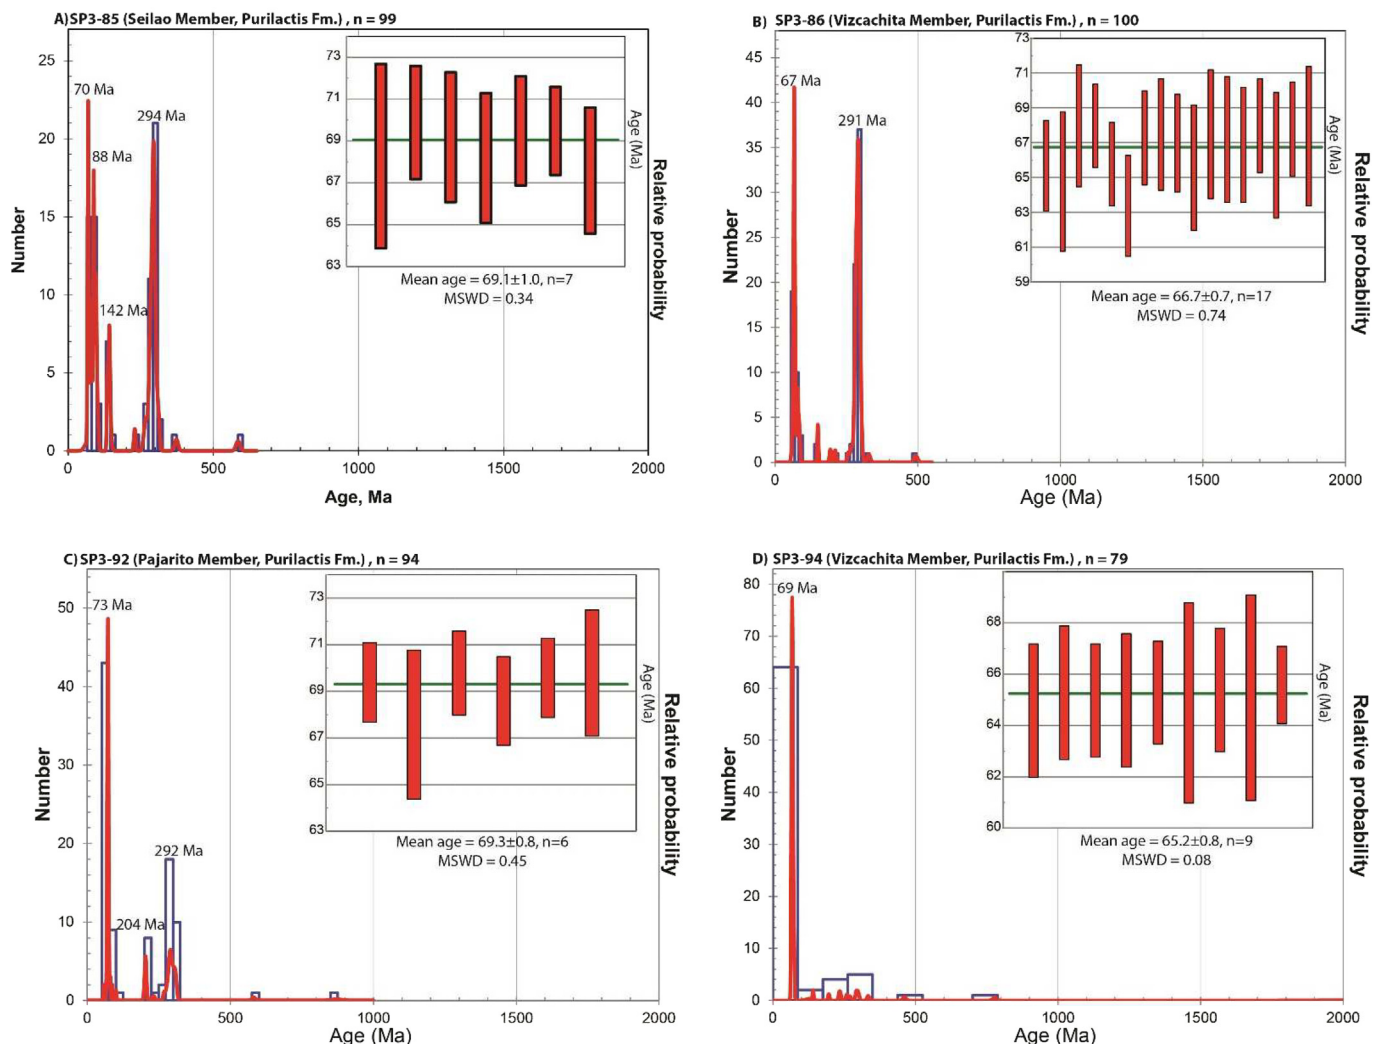 A) SP3-85 (Seilao Member, Purilactis Fm.) , n = 99
25
20
15
10
5
0
Number
70 Ma
88 Ma
142 Ma
294 Ma
73
71
69
67
65
63
Age (Ma)
Mean age = 69.1±1.0, n=7
MSWD = 0.34
Relative probability
0
500
1000
1500
2000
Age, Ma
B) SP3-86 (Vizcachita Member, Purilactis Fm.) , n = 100
45
40
35
30
25
20
15
10
5
0
Number
67 Ma
291 Ma
73
71
69
67
65
63
61
59
Age (Ma)
Mean age = 66.7±0.7, n=17
MSWD = 0.74
Relative probability
0
500
1000
1500
2000
Age (Ma)
C) SP3-92 (Pajarito Member, Purilactis Fm.) , n = 94
50
40
30
20
10
0
Number
73 Ma
204 Ma
292 Ma
73
71
69
67
65
63
Age (Ma)
Mean age = 69.3±0.8, n=6
MSWD = 0.45
Relative probability
0
500
1000
1500
2000
Age (Ma)
D) SP3-94 (Vizcachita Member, Purilactis Fm.) , n = 79
80
70
60
50
40
30
20
10
0
Number
69 Ma
68
66
64
62
60
Age (Ma)
Mean age = 65.2±0.8, n=9
MSWD = 0.08
Relative probability
0
500
1000
1500
2000
Age (Ma)